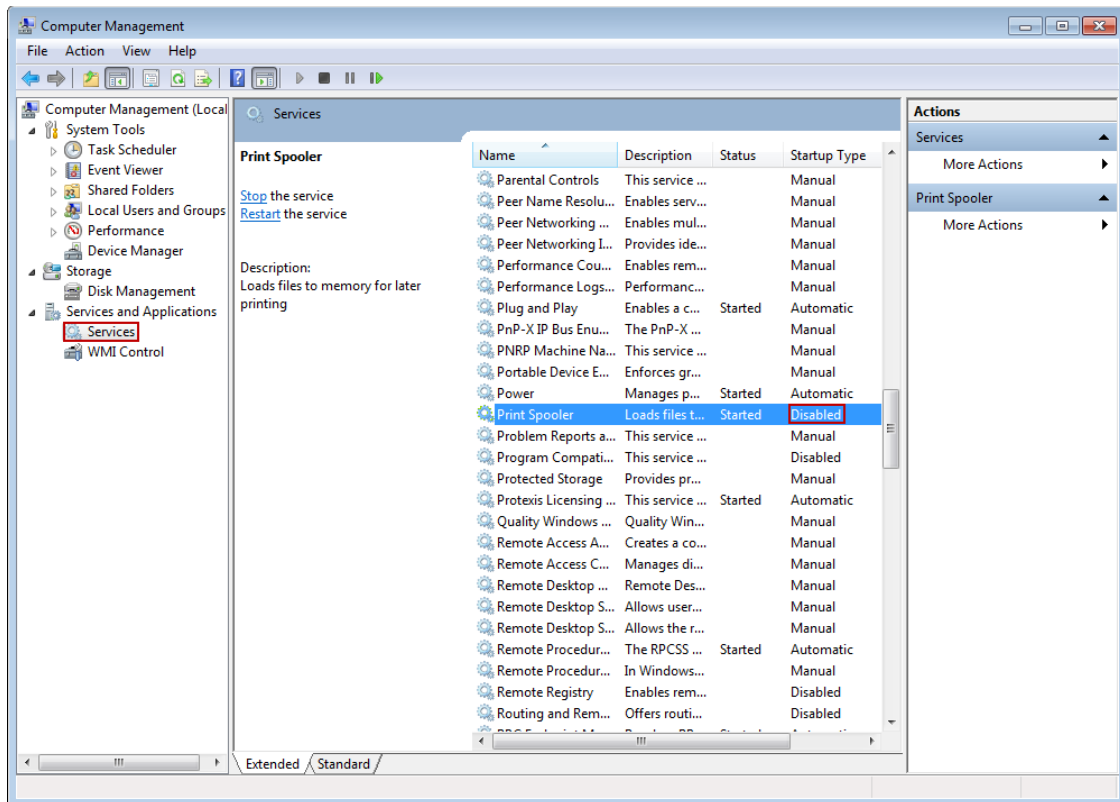 Computer Management
File Action View Help
Computer Management (Local
System Tools
Task Scheduler
Event Viewer
Shared Folders
Local Users and Groups
Performance
Device Manager
Storage
Disk Management
Services and Applications
Services
WMI Control
Services
Print Spooler
Stop the service
Restart the service
Description:
Loads files to memory for later
printing
Name Description Status Startup Type
Parental Controls This service ... Manual
Peer Name Resolu... Enables serv... Manual
Peer Networking ... Enables mul... Manual
Peer Networking I... Provides ide... Manual
Performance Cou... Enables rem... Manual
Performance Logs... Performanc... Manual
Plug and Play Enables a c... Started Automatic
PnP-X IP Bus Enu... The PnP-X ... Manual
PNRP Machine Na... This service ... Manual
Portable Device E... Enforces gr... Manual
Power Manages p... Started Automatic
Print Spooler Loads files t... Started Disabled
Problem Reports a... This service ... Manual
Program Compati... This service ... Disabled
Protected Storage Provides pr... Manual
Protexis Licensing ... This service ... Started Automatic
Quality Windows ... Quality Win... Manual
Remote Access A... Creates a co... Manual
Remote Access C... Manages di... Manual
Remote Desktop ... Remote Des... Manual
Remote Desktop S... Allows user... Manual
Remote Desktop S... Allows the r... Manual
Remote Procedur... The RPCSS ... Started Automatic
Remote Procedur... In Windows... Manual
Remote Registry Enables rem... Disabled
Routing and Rem... Offers routi... Disabled
Extended Standard
Actions
Services
More Actions
Print Spooler
More Actions